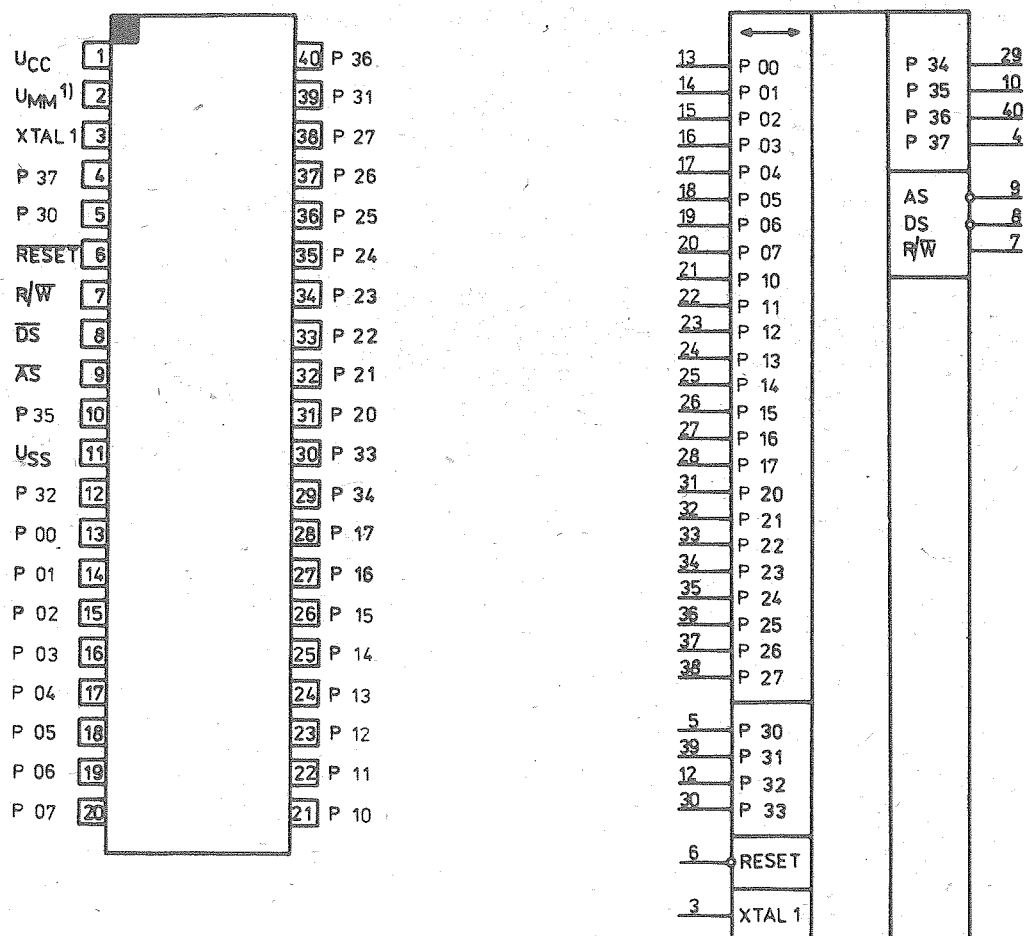 UCC 1 40 P 36
UMM 1) 2 39 P 31
XTAL 1 3 38 P 27
P 37 4 37 P 26
P 30 5 36 P 25
R̅E̅S̅E̅T̅ 6 35 P 24
R/W̅ 7 34 P 23
D̅S̅ 8 33 P 22
A̅S̅ 9 32 P 21
P 35 10 31 P 20
USS 11 30 P 33
P 32 12 29 P 34
P 00 13 28 P 17
P 01 14 27 P 16
P 02 15 26 P 15
P 03 16 25 P 14
P 04 17 24 P 13
P 05 18 23 P 12
P 06 19 22 P 11
P 07 20 21 P 10
13 P 00
14 P 01
15 P 02
16 P 03
17 P 04
18 P 05
19 P 06
20 P 07
21 P 10
22 P 11
23 P 12
24 P 13
25 P 14
26 P 15
27 P 16
28 P 17
31 P 20
32 P 21
33 P 22
34 P 23
35 P 24
36 P 25
37 P 26
38 P 27
5 P 30
39 P 31
12 P 32
30 P 33
6 RESET
3 XTAL 1
P 34 29
P 35 10
P 36 40
P 37 4
AS 9
DS 8
R/W̅ 7